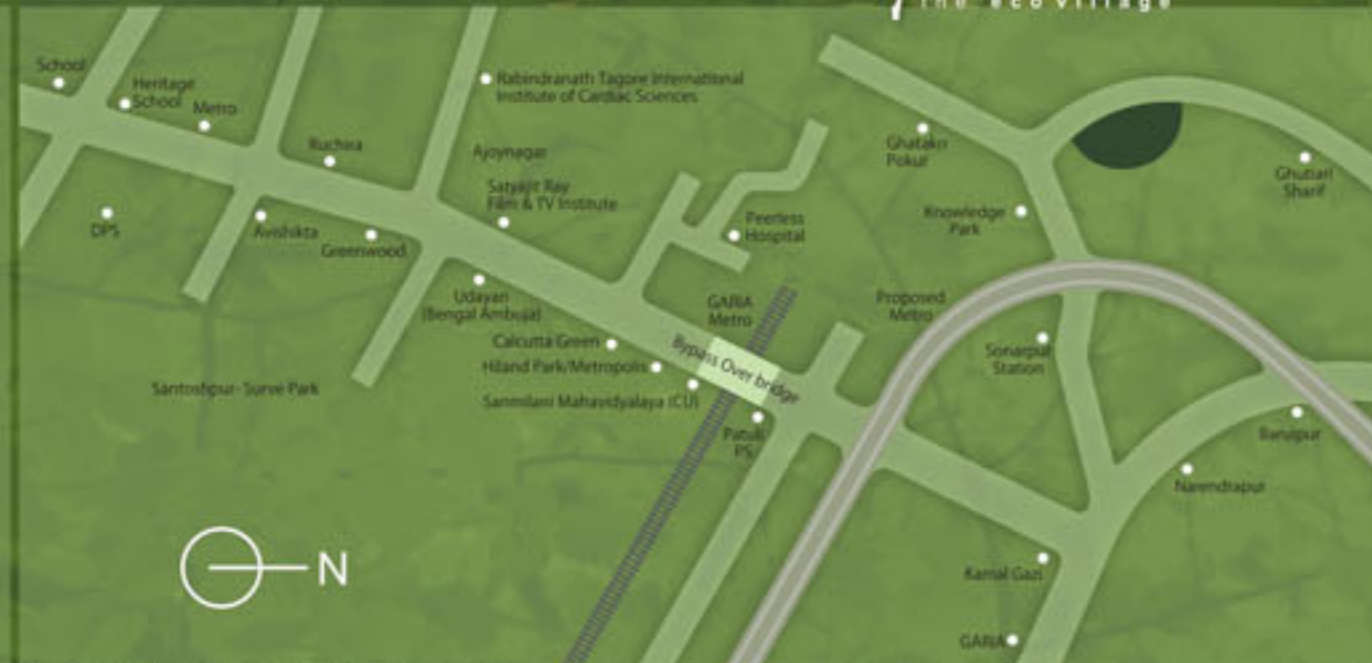 the eco village
School
Heritage
School
Metro
Rabindranath Tagore International
Institute of Cardiac Sciences
Ruchira
Ajoynagar
Ghatakn
Pokur
Ghutiari
Sharif
DPS
Avishikta
Greenwood
Satyajit Ray
Film & TV Institute
Peerless
Hospital
Knowledge
Park
Udayan
(Bengal Ambuja)
GARIA
Metro
Proposed
Metro
Calcutta Green
Hiland Park/Metropolis
Bypass Over bridge
Sonarpur
Station
Santoshpur- Surve Park
Sanmilani Mahavidyalaya (CU)
Patuli
PS
Baruipur
Narendrapur
N
Kamal Gazi
GARIA